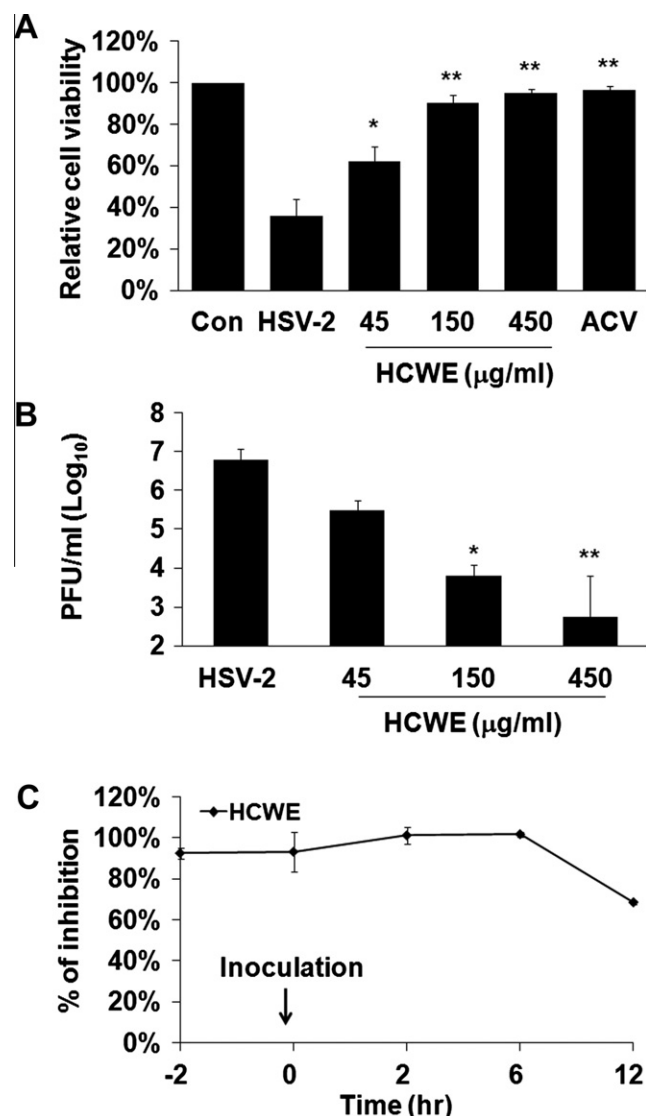 A
120%
100%
80%
60%
40%
20%
0%
Relative cell viability
*
**
**
**
Con HSV-2 45 150 450 ACV
HCWE (μg/ml)
B
8
7
6
5
4
3
2
PFU/ml (Log10)
*
**
HSV-2 45 150 450
HCWE (μg/ml)
C
120%
100%
80%
60%
40%
20%
0%
% of inhibition
HCWE
Inoculation
-2 0 2 6 12
Time (hr)